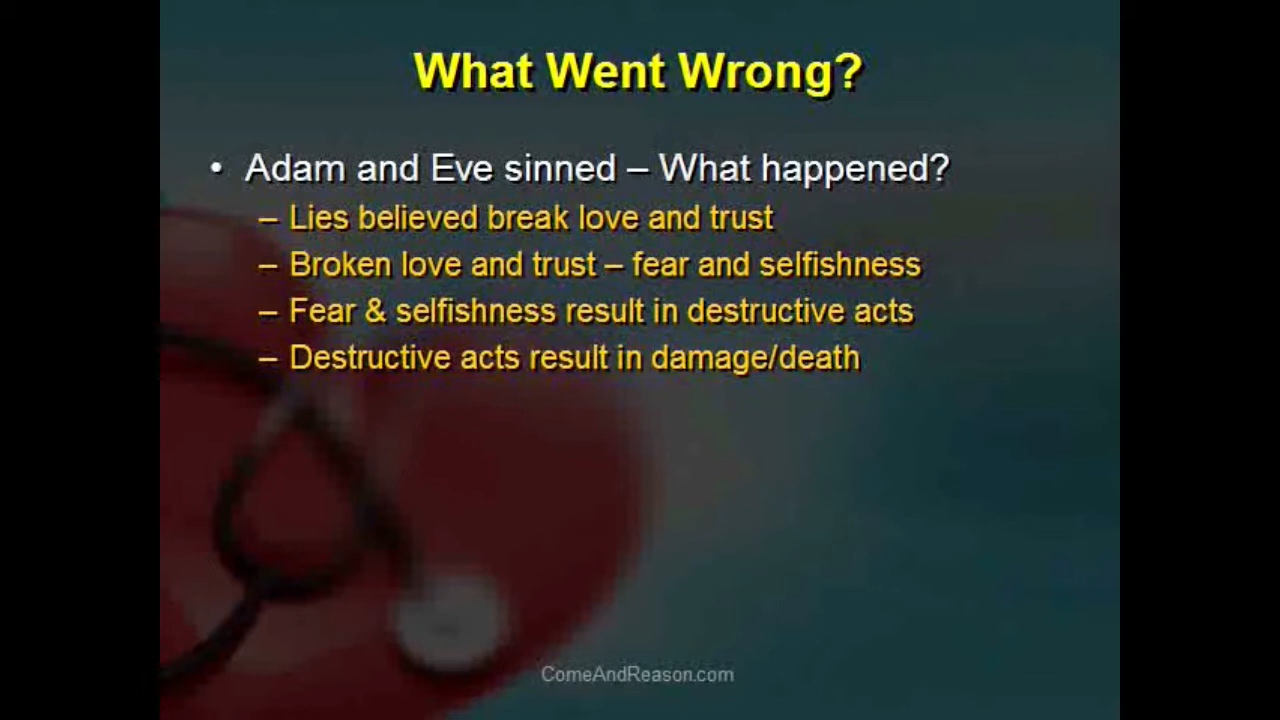 What Went Wrong?
• Adam and Eve sinned – What happened?
– Lies believed break love and trust
– Broken love and trust – fear and selfishness
– Fear & selfishness result in destructive acts
– Destructive acts result in damage/death
ComeAndReason.com